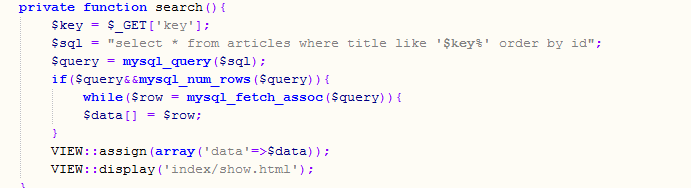 private function search(){
$key = $_GET['key'];
$sql = "select * from articles where title like '$key%' order by id";
$query = mysql_query($sql);
if($query&&mysql_num_rows($query)){
while($row = mysql_fetch_assoc($query)){
$data[] = $row;
}
VIEW::assign(array('data'=>$data));
VIEW::display('index/show.html');
}